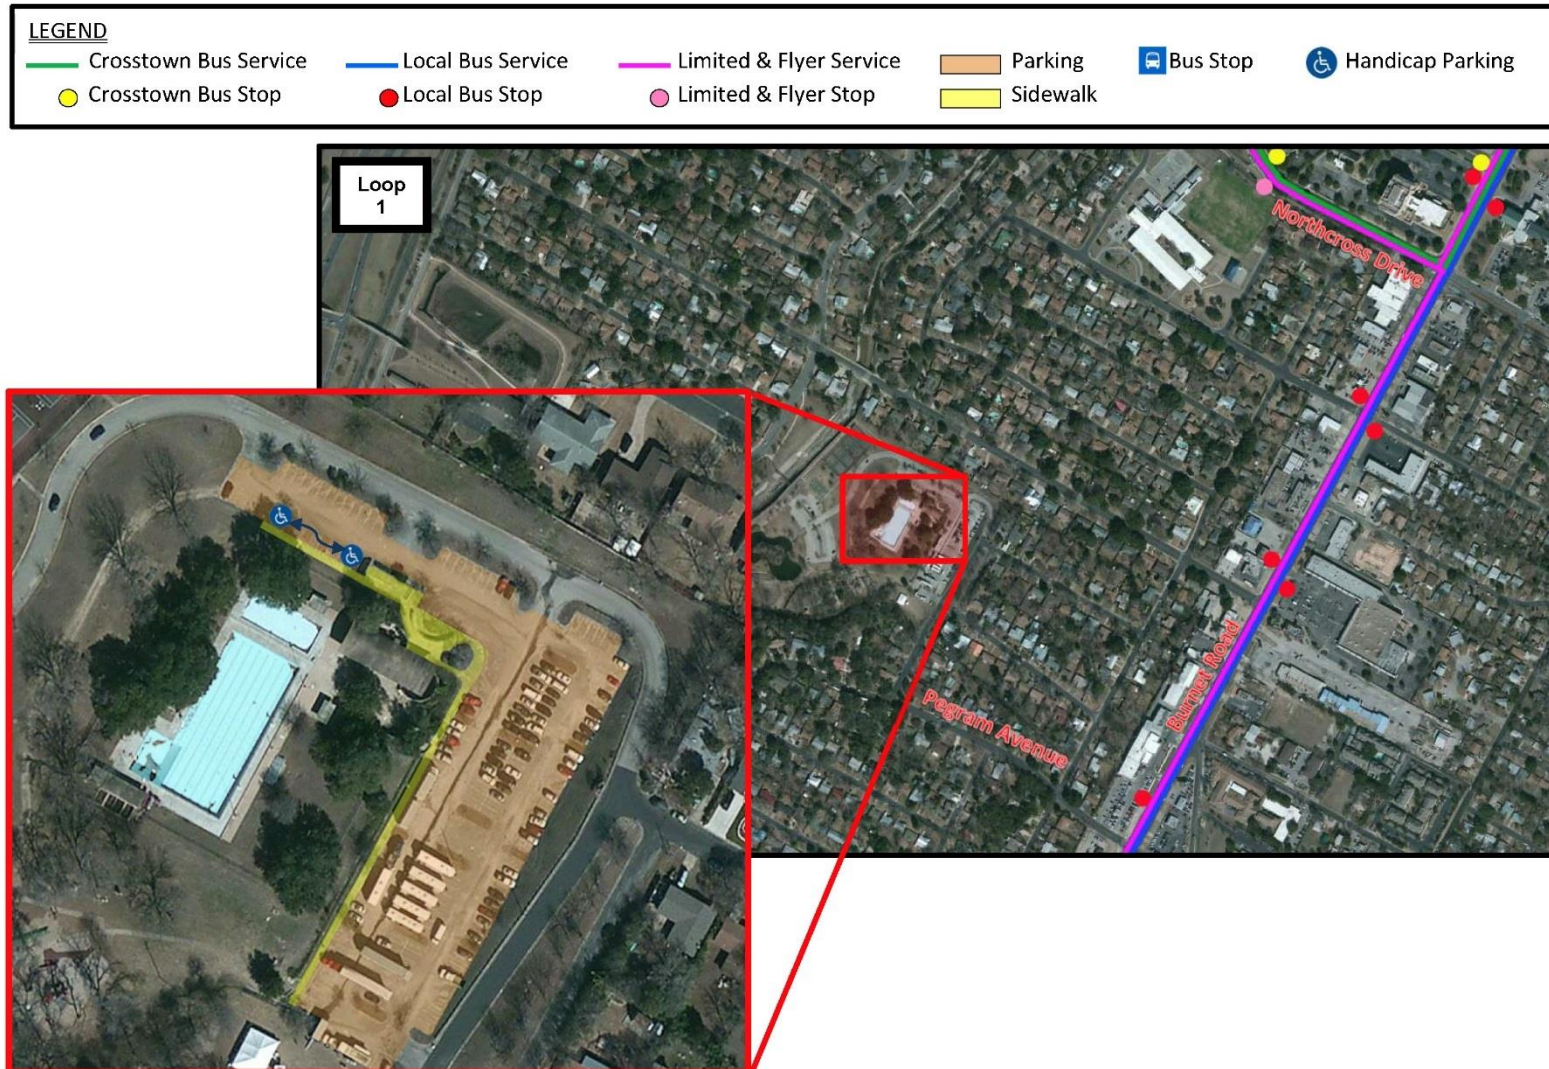 LEGEND
Crosstown Bus Service Local Bus Service Limited & Flyer Service Parking Bus Stop Handicap Parking
Crosstown Bus Stop Local Bus Stop Limited & Flyer Stop Sidewalk
Loop
1
Northcross Drive
Burnet Road
Pegram Avenue